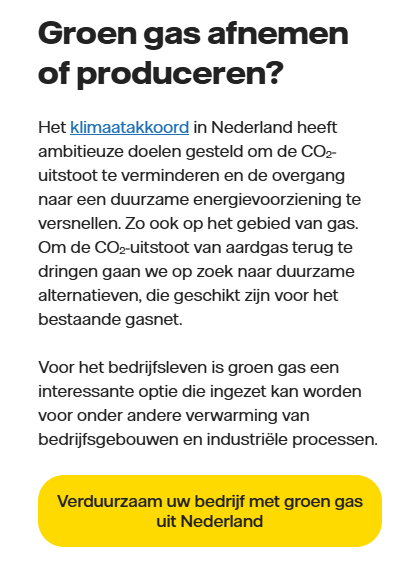 Groen gas afnemen
of produceren?
Het klimaatakkoord in Nederland heeft
ambitieuze doelen gesteld om de CO₂-
uitstoot te verminderen en de overgang
naar een duurzame energievoorziening te
versnellen. Zo ook op het gebied van gas.
Om de CO₂-uitstoot van aardgas terug te
dringen gaan we op zoek naar duurzame
alternatieven, die geschikt zijn voor het
bestaande gasnet.
Voor het bedrijfsleven is groen gas een
interessante optie die ingezet kan worden
voor onder andere verwarming van
bedrijfsgebouwen en industriële processen.
Verduurzaam uw bedrijf met groen gas
uit Nederland